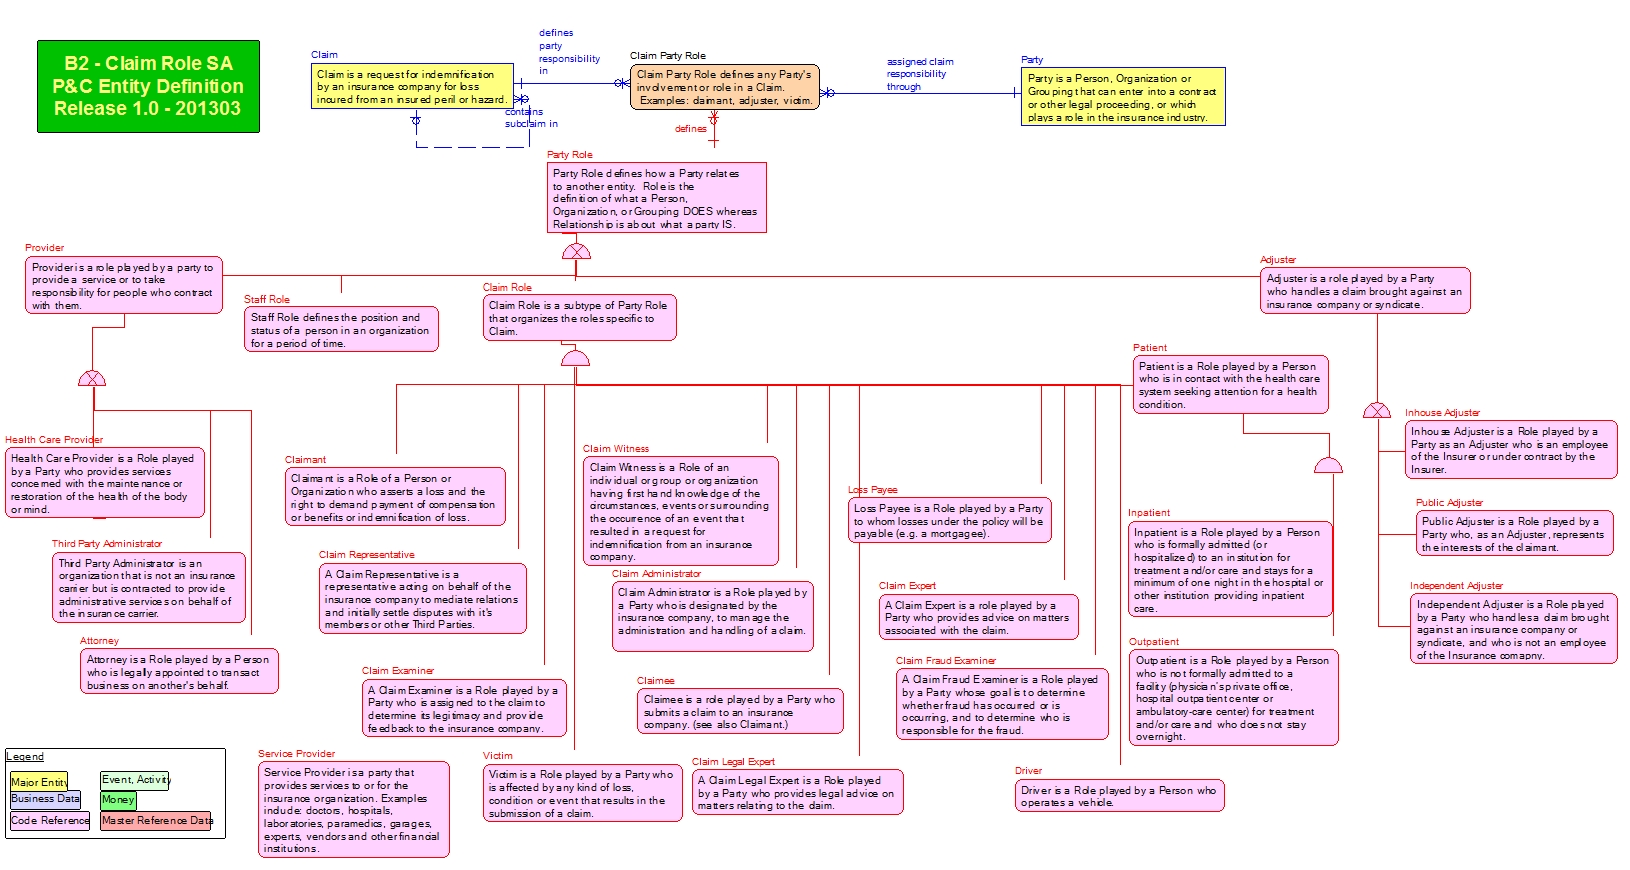 B2 - Claim Role SA
P&C Entity Definition
Release 1.0 - 201303
Claim
Claim is a request for indemnification
by an insurance company for loss
incured from an insured peril or hazard.
defines
party
responsibility
in
contains
subclaim in
Claim Party Role
Claim Party Role defines any Party's
involvement or role in a Claim.
Examples: claimant, adjuster, victim.
defines
assigned claim
responsibility
through
Party
Party is a Person, Organization or
Grouping that can enter into a contract
or other legal proceeding, or which
plays a role in the insurance industry.
Party Role
Party Role defines how a Party relates
to another entity. Role is the
definition of what a Person,
Organization, or Grouping DOES whereas
Relationship is about what a party IS.
Provider
Provider is a role played by a party to
provide a service or to take
responsibility for people who contract
with them.
Staff Role
Staff Role defines the position and
status of a person in an organization
for a period of time.
Claim Role
Claim Role is a subtype of Party Role
that organizes the roles specific to
Claim.
Adjuster
Adjuster is a role played by a Party
who handles a claim brought against an
insurance company or syndicate.
Patient
Patient is a Role played by a Person
who is in contact with the health care
system seeking attention for a health
condition.
Inhouse Adjuster
Inhouse Adjuster is a Role played by a
Party as an Adjuster who is an employee
of the Insurer or under contract by the
Insurer.
Health Care Provider
Health Care Provider is a Role played
by a Party who provides services
concerned with the maintenance or
restoration of the health of the body
or mind.
Claimant
Claimant is a Role of a Person or
Organization who asserts a loss and the
right to demand payment of compensation
or benefits or indemnification of loss.
Claim Witness
Claim Witness is a Role of an
individual or group or organization
having first hand knowledge of the
circumstances, events or surrounding
the occurrence of an event that
resulted in a request for
indemnification from an insurance
company.
Loss Payee
Loss Payee is a Role played by a Party
to whom losses under the policy will be
payable (e.g. a mortgagee).
Inpatient
Inpatient is a Role played by a Person
who is formally admitted (or
hospitalized) to an institution for
treatment and/or care and stays for a
minimum of one night in the hospital or
other institution providing inpatient
care.
Public Adjuster
Public Adjuster is a Role played by a
Party who, as an Adjuster, represents
the interests of the claimant.
Third Party Administrator
Third Party Administrator is an
organization that is not an insurance
carrier but is contracted to provide
administrative services on behalf of
the insurance carrier.
Claim Representative
A Claim Representative is a
representative acting on behalf of the
insurance company to mediate relations
and initially settle disputes with it's
members or other Third Parties.
Claim Administrator
Claim Administrator is a Role played by
a Party who is designated by the
insurance company, to manage the
administration and handling of a claim.
Claim Expert
A Claim Expert is a role played by a
Party who provides advice on matters
associated with the claim.
Independent Adjuster
Independent Adjuster is a Role played
by a Party who handles a claim brought
against an insurance company or
syndicate, and who is not an employee
of the Insurance comapny.
Attorney
Attorney is a Role played by a Person
who is legally appointed to transact
business on another's behalf.
Claim Examiner
A Claim Examiner is a Role played by a
Party who is assigned to the claim to
determine its legitimacy and provide
feedback to the insurance company.
Claimee
Claimee is a role played by a Party who
submits a claim to an insurance
company. (see also Claimant.)
Claim Fraud Examiner
A Claim Fraud Examiner is a Role played
by a Party whose goal is to determine
whether fraud has occurred or is
occurring, and to determine who is
responsible for the fraud.
Outpatient
Outpatient is a Role played by a Person
who is not formally admitted to a
facility (physician's private office,
hospital outpatient center or
ambulatory-care center) for treatment
and/or care and who does not stay
overnight.
Service Provider
Service Provider is a party that
provides services to or for the
insurance organization. Examples
include: doctors, hospitals,
laboratories, paramedics, garages,
experts, vendors and other financial
institutions.
Victim
Victim is a Role played by a Party who
is affected by any kind of loss,
condition or event that results in the
submission of a claim.
Claim Legal Expert
A Claim Legal Expert is a Role played
by a Party who provides legal advice on
matters relating to the claim.
Driver
Driver is a Role played by a Person who
operates a vehicle.
Legend
Major Entity
Event, Activity
Business Data
Money
Code Reference
Master Reference Data